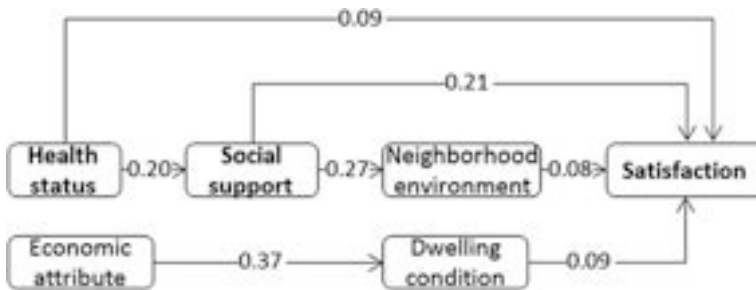 0.09
0.21
Health status
0.20
Social support
0.27
Neighborhood environment
0.08
Satisfaction
Economic attribute
0.37
Dwelling condition
0.09